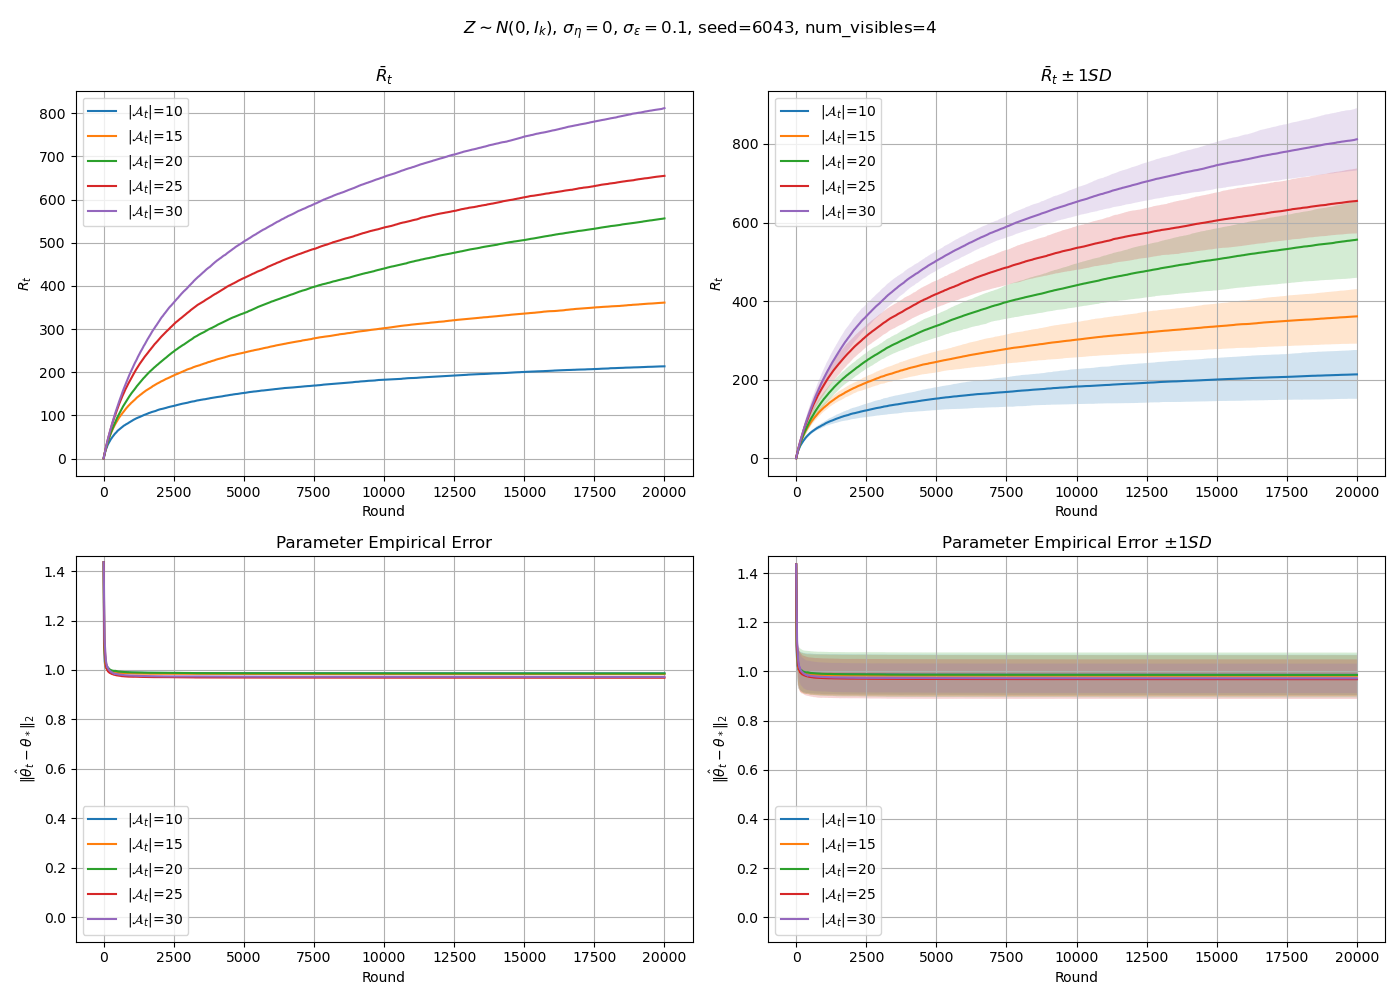 Z ∼ N(0, I_k), σ_η = 0, σ_ε = 0.1, seed=6043, num_visibles=4
R̄_t
R_t
800
700
600
500
400
300
200
100
0
|𝒜_t|=10
|𝒜_t|=15
|𝒜_t|=20
|𝒜_t|=25
|𝒜_t|=30
0 2500 5000 7500 10000 12500 15000 17500 20000
Round
R̄_t ± 1SD
R_t
800
600
400
200
0
|𝒜_t|=10
|𝒜_t|=15
|𝒜_t|=20
|𝒜_t|=25
|𝒜_t|=30
0 2500 5000 7500 10000 12500 15000 17500 20000
Round
Parameter Empirical Error
‖θ̂_t − θ_*‖_2
1.4
1.2
1.0
0.8
0.6
0.4
0.2
0.0
|𝒜_t|=10
|𝒜_t|=15
|𝒜_t|=20
|𝒜_t|=25
|𝒜_t|=30
0 2500 5000 7500 10000 12500 15000 17500 20000
Round
Parameter Empirical Error ±1SD
‖θ̂_t − θ_*‖_2
1.4
1.2
1.0
0.8
0.6
0.4
0.2
0.0
|𝒜_t|=10
|𝒜_t|=15
|𝒜_t|=20
|𝒜_t|=25
|𝒜_t|=30
0 2500 5000 7500 10000 12500 15000 17500 20000
Round